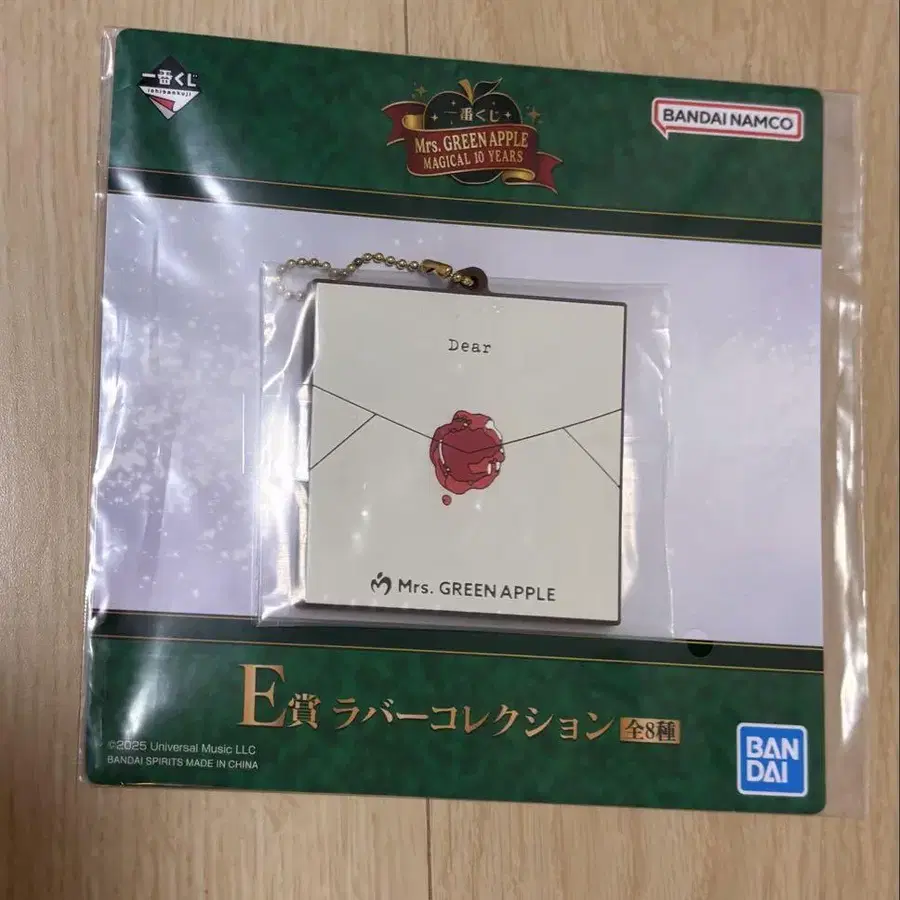 一番くじ
ichibankuji
一番くじ
Mrs. GREEN APPLE
MAGICAL 10 YEARS
BANDAI NAMCO
Dear
Mrs. GREEN APPLE
E賞 ラバーコレクション 全8種
©2025 Universal Music LLC
BANDAI SPIRITS MADE IN CHINA
BAN
DAI